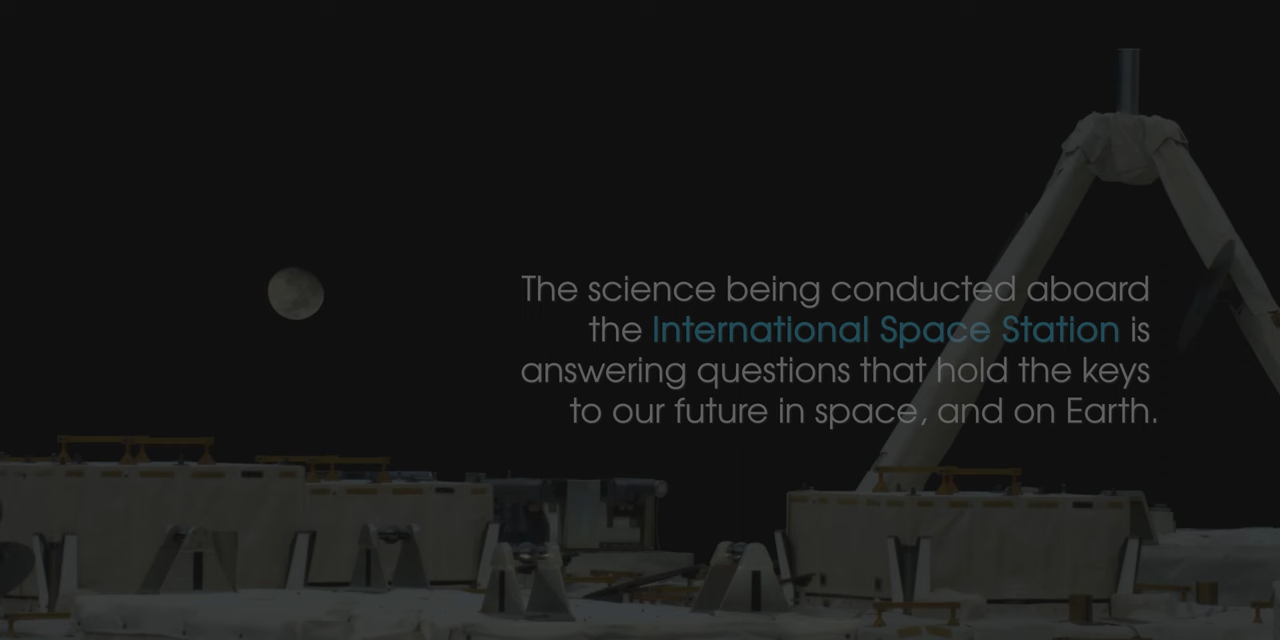 The science being conducted aboard
the International Space Station is
answering questions that hold the keys
to our future in space, and on Earth.